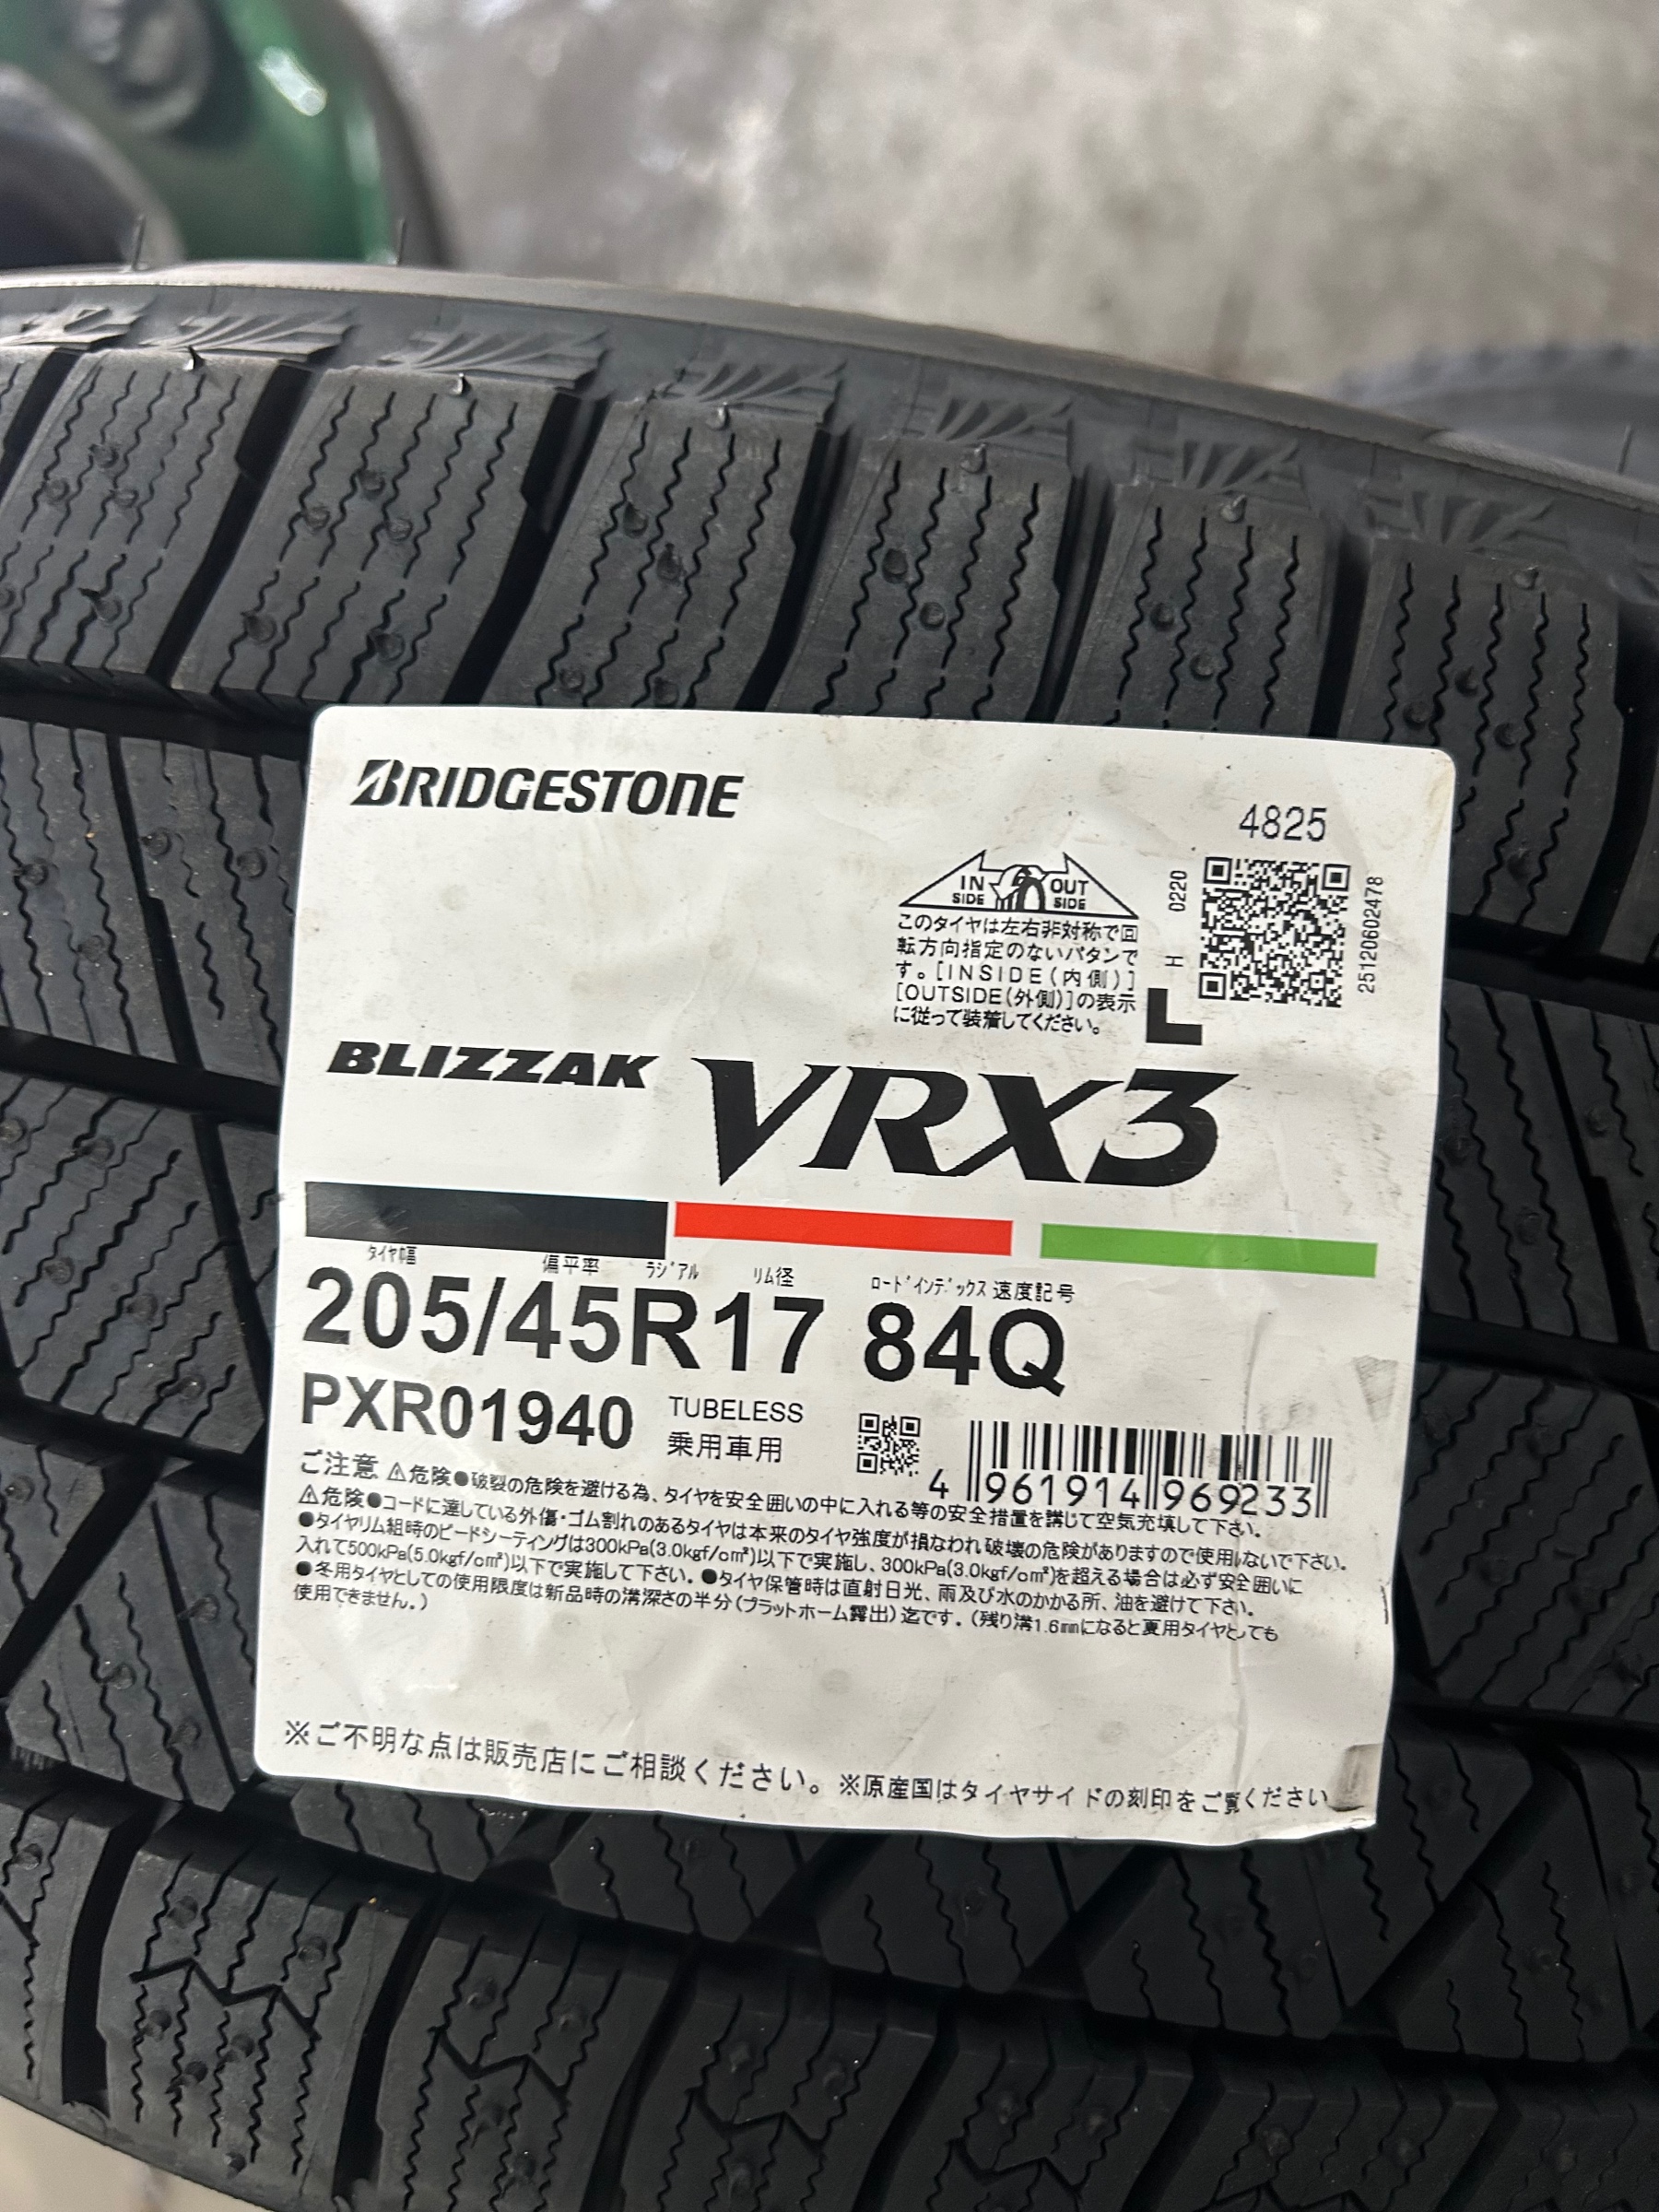 BRIDGESTONE
4825
IN SIDE
OUT SIDE
このタイヤは左右非対称で回
転方向指定のないパタンで
す。[INSIDE(内側)]
[OUTSIDE(外側)]の表示
に従って装着してください。
H 0220
25120602478
L
BLIZZAK VRX3
タイヤ幅 偏平率 ラジアル リム径 ロードインデックス 速度記号
205/45R17 84Q
PXR01940 TUBELESS
乗用車用
4 961914 969233
ご注意 ⚠危険●破裂の危険を避ける為、タイヤを安全囲いの中に入れる等の安全措置を講じて空気充填して下さい。
⚠危険●コードに達している外傷・ゴム割れのあるタイヤは本来のタイヤ強度が損なわれ破壊の危険がありますので使用しないで下さい。
●タイヤリム組時のビードシーティングは300kPa(3.0kgf/c㎡)以下で実施し、300kPa(3.0kgf/c㎡)を超える場合は必ず安全囲いに
入れて500kPa(5.0kgf/c㎡)以下で実施して下さい。●タイヤ保管時は直射日光、雨及び水のかかる所、油を避けて下さい。
●冬用タイヤとしての使用限度は新品時の溝深さの半分(プラットホーム露出)迄です。(残り溝1.6㎜になると夏用タイヤとしても
使用できません。)
※ご不明な点は販売店にご相談ください。※原産国はタイヤサイドの刻印をご覧ください